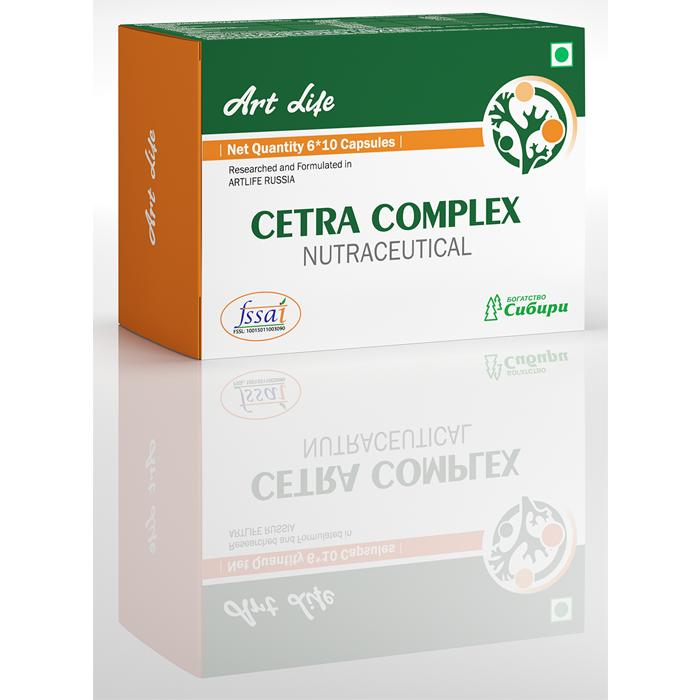 Art Life
Art Life
| Net Quantity 6*10 Capsules |
Researched and Formulated in
ARTLIFE RUSSIA
CETRA COMPLEX
NUTRACEUTICAL
fssai
FSSL: 10015011003090
БОГАТСТВО
Сибири